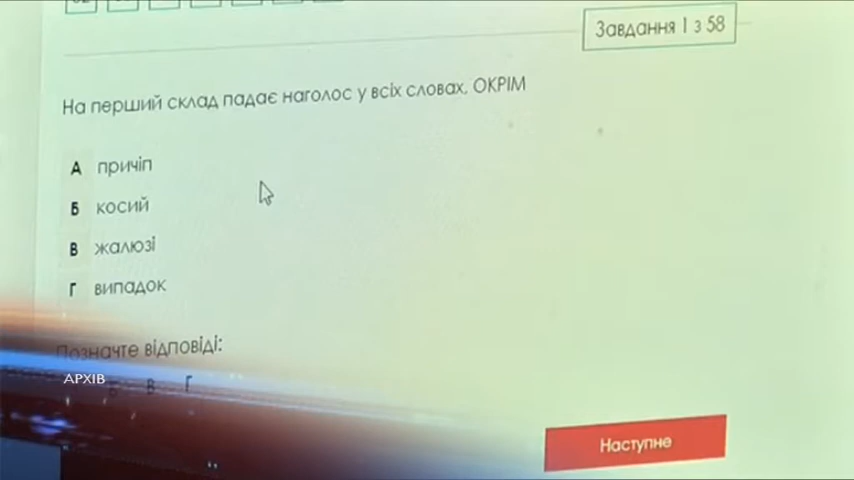 Завдання 1 з 58
На перший склад падає наголос у всіх словах, ОКРІМ
А причіп
Б косий
В жалюзі
Г випадок
Позначте відповіді:
АРХІВ
В Г
Наступне